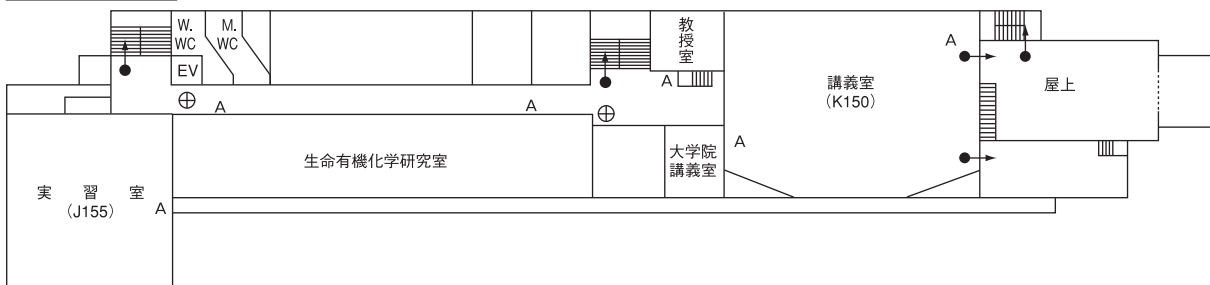 W.
WC
M.
WC
EV
教授室
A
A
A
A
A
A
講義室
(K150)
屋上
生命有機化学研究室
大学院
講義室
実習室
(J155)